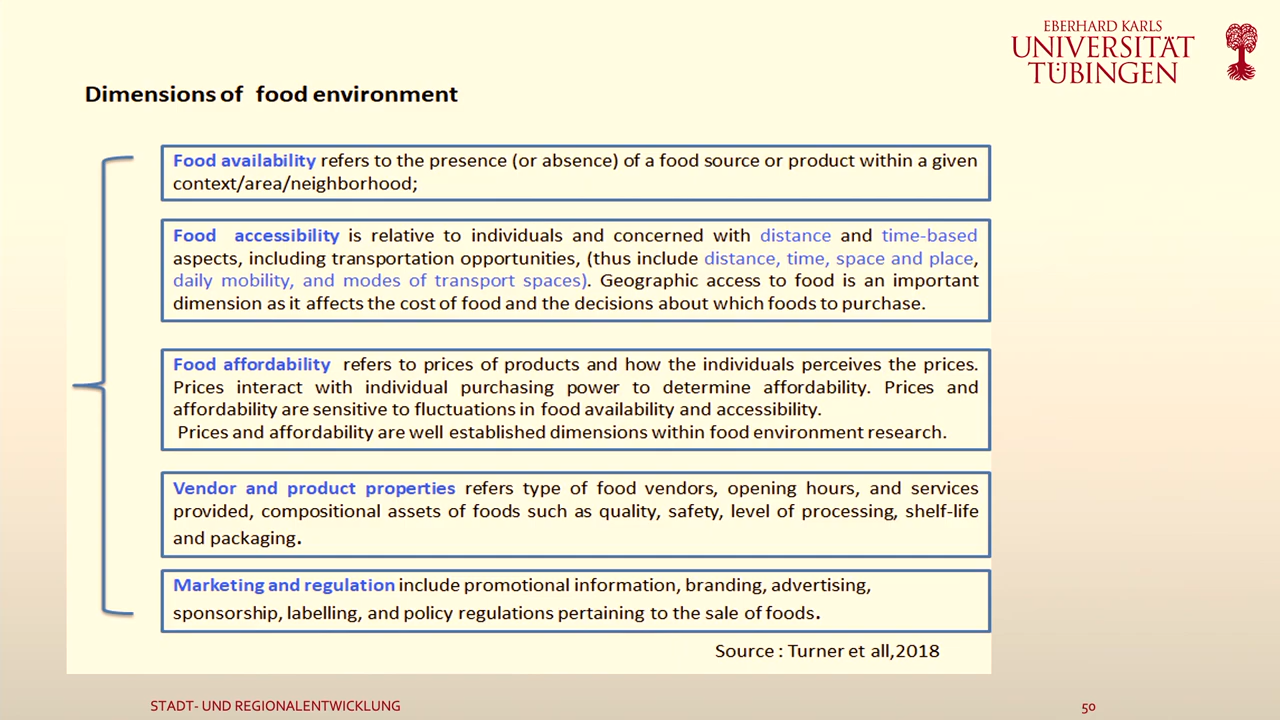 EBERHARD KARLS
UNIVERSITÄT
TÜBINGEN
Dimensions of food environment
Food availability refers to the presence (or absence) of a food source or product within a given
context/area/neighborhood;
Food accessibility is relative to individuals and concerned with distance and time-based
aspects, including transportation opportunities, (thus include distance, time, space and place,
daily mobility, and modes of transport spaces). Geographic access to food is an important
dimension as it affects the cost of food and the decisions about which foods to purchase.
Food affordability refers to prices of products and how the individuals perceives the prices.
Prices interact with individual purchasing power to determine affordability. Prices and
affordability are sensitive to fluctuations in food availability and accessibility.
Prices and affordability are well established dimensions within food environment research.
Vendor and product properties refers type of food vendors, opening hours, and services
provided, compositional assets of foods such as quality, safety, level of processing, shelf-life
and packaging.
Marketing and regulation include promotional information, branding, advertising,
sponsorship, labelling, and policy regulations pertaining to the sale of foods.
Source : Turner et all,2018
STADT- UND REGIONALENTWICKLUNG
50